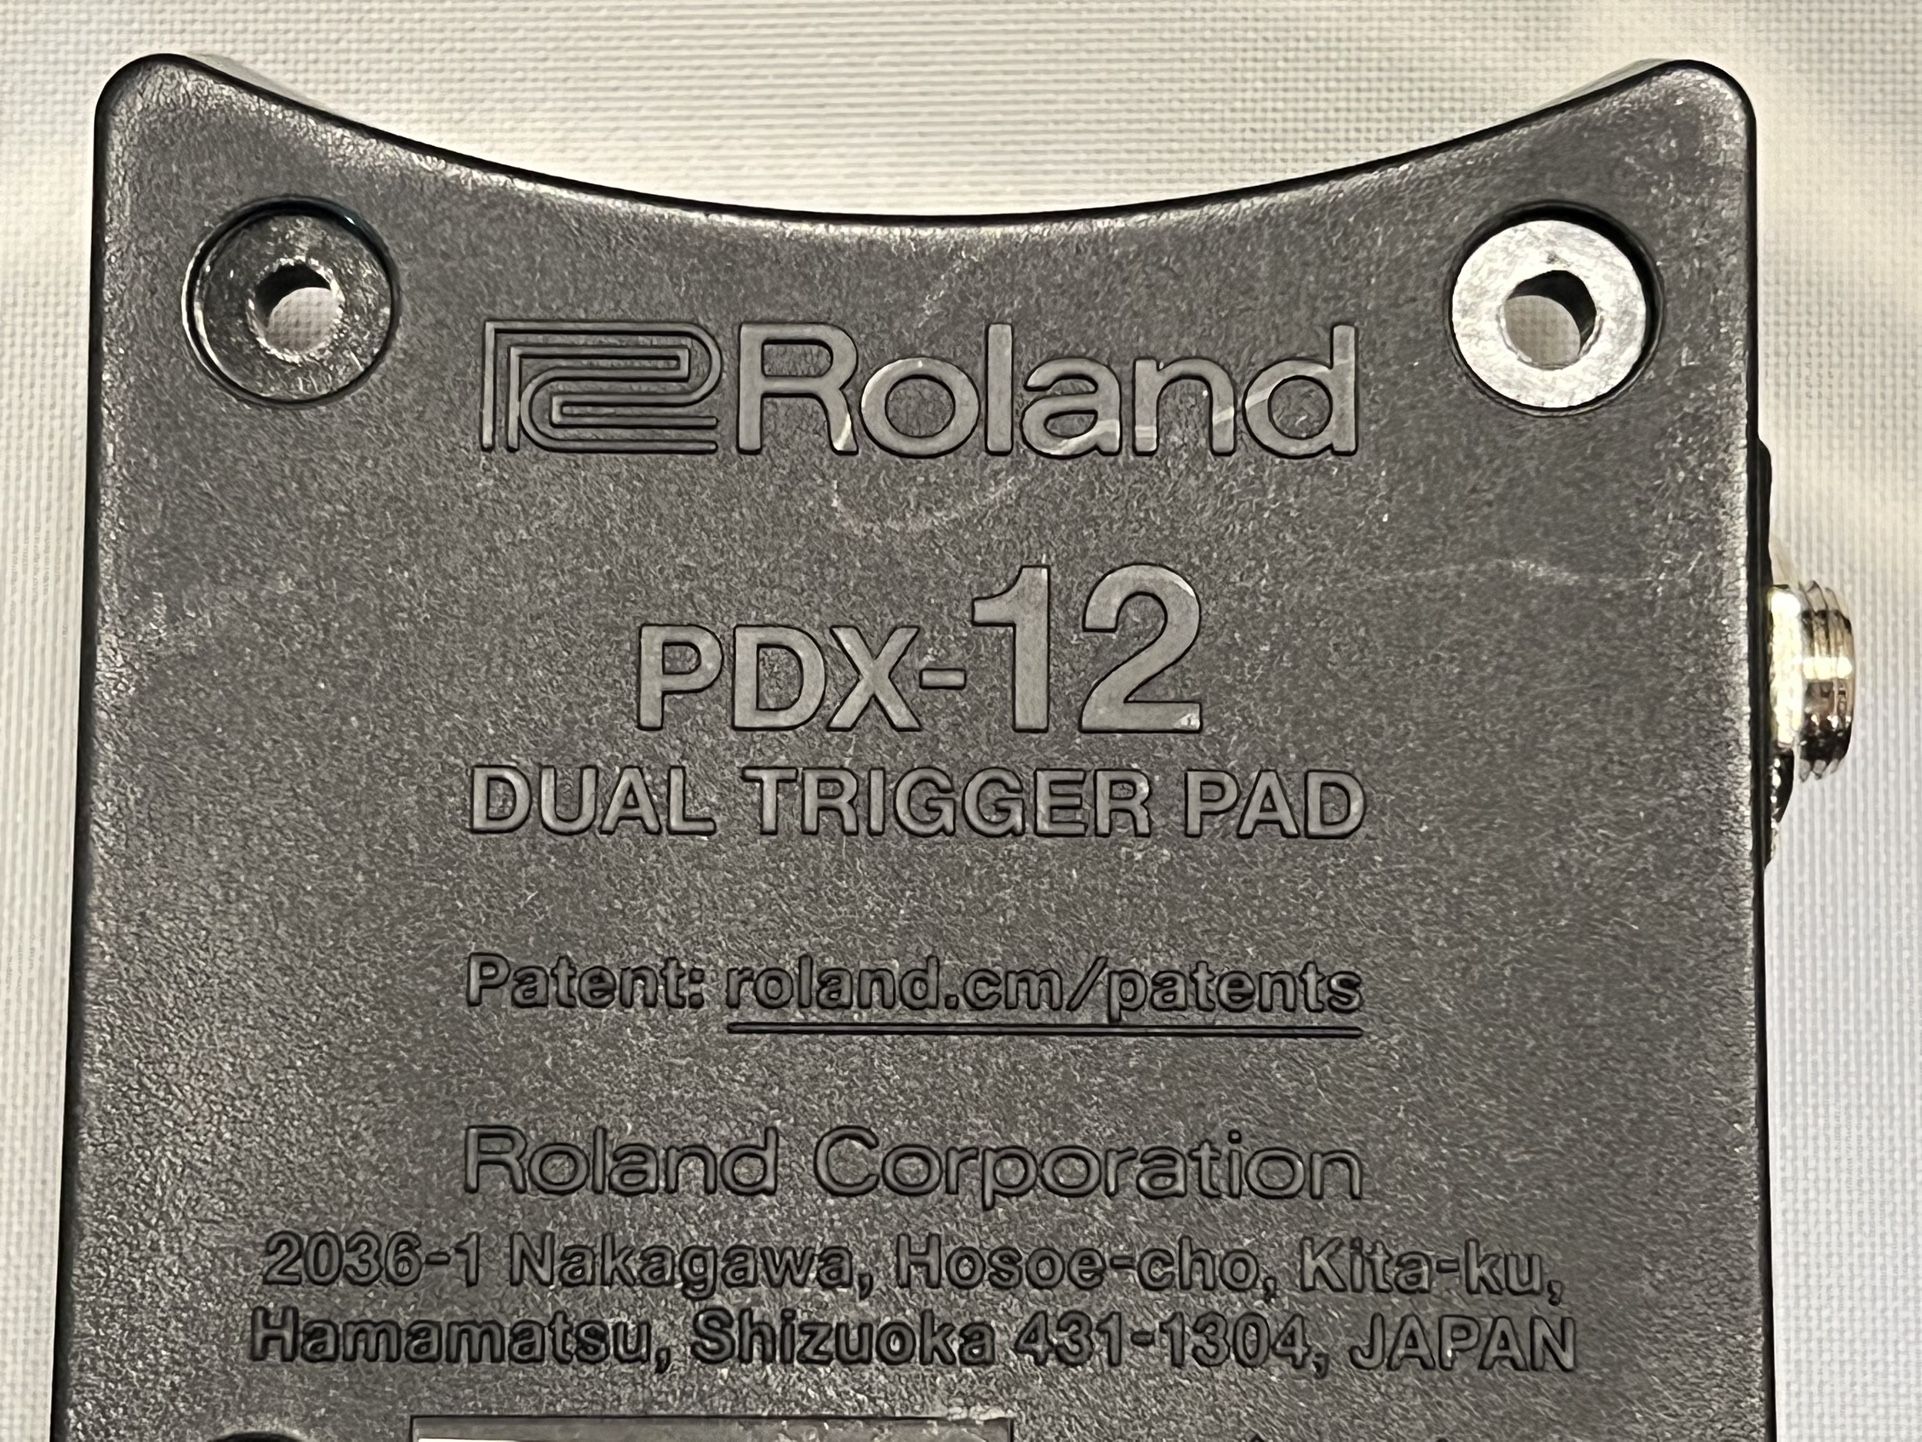 Roland
PDX-12
DUAL TRIGGER PAD
Patent: roland.cm/patents
Roland Corporation
2036-1 Nakagawa, Hosoe-cho, Kita-ku,
Hamamatsu, Shizuoka 431-1304, JAPAN